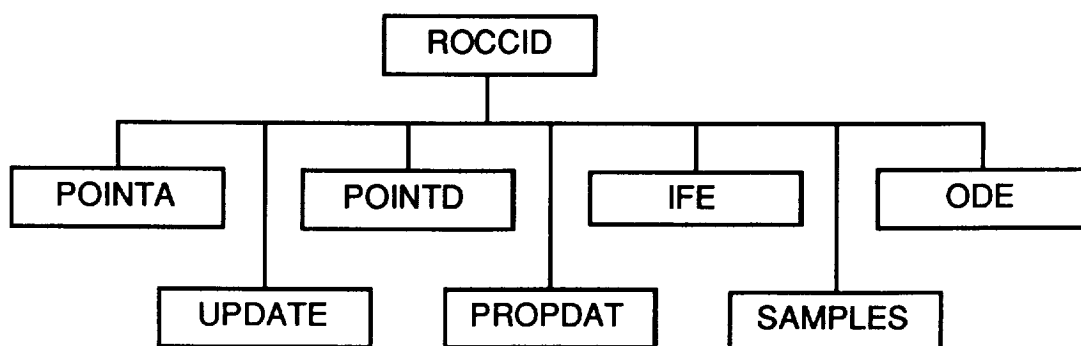 ROCCID
POINTA
POINTD
IFE
ODE
UPDATE
PROPDAT
SAMPLES